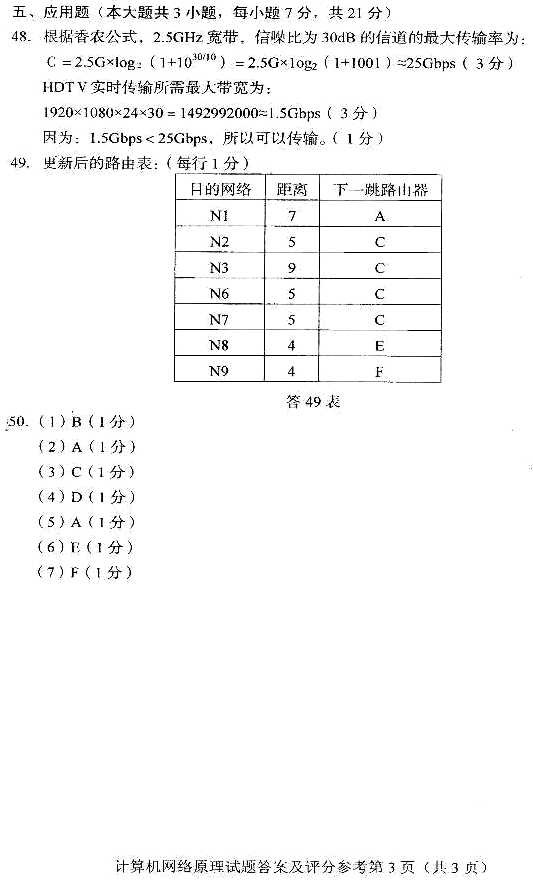 五、应用题（本大题共 3 小题，每小题 7 分，共 21 分）
48. 根据香农公式，2.5GHz 宽带，信噪比为 30dB 的信道的最大传输率为：
C = 2.5G×log₂（1+10^30/10）= 2.5G×log₂（1+1001）≈25Gbps（ 3 分）
HDTV 实时传输所需最大带宽为：
1920×1080×24×30 = 1492992000≈1.5Gbps（ 3 分）
因为：1.5Gbps < 25Gbps，所以可以传输。（ 1 分）
49. 更新后的路由表：（每行 1 分）
目的网络 距离 下一跳路由器
N1 7 A
N2 5 C
N3 9 C
N6 5 C
N7 5 C
N8 4 E
N9 4 F
答 49 表
50.（1）B（1 分）
（2）A（1 分）
（3）C（1 分）
（4）D（1 分）
（5）A（1 分）
（6）E（1 分）
（7）F（1 分）
计算机网络原理试题答案及评分参考第 3 页（共 3 页）